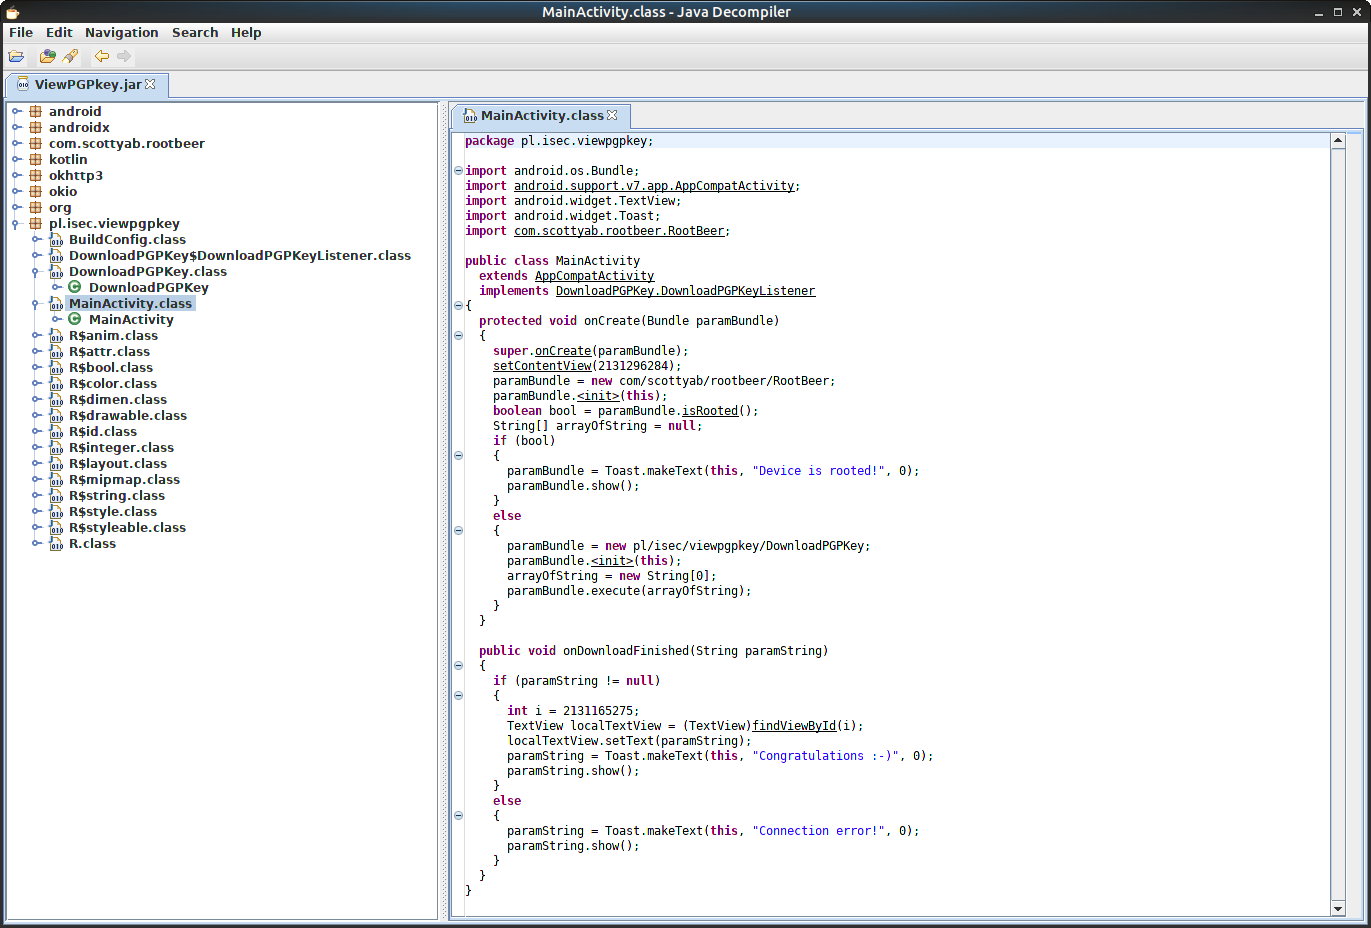 MainActivity.class - Java Decompiler
File Edit Navigation Search Help
ViewPGPkey.jar
android
androidx
com.scottyab.rootbeer
kotlin
okhttp3
okio
org
pl.isec.viewpgpkey
BuildConfig.class
DownloadPGPKey$DownloadPGPKeyListener.class
DownloadPGPKey.class
DownloadPGPKey
MainActivity.class
MainActivity
R$anim.class
R$attr.class
R$bool.class
R$color.class
R$dimen.class
R$drawable.class
R$id.class
R$integer.class
R$layout.class
R$mipmap.class
R$string.class
R$style.class
R$styleable.class
R.class
MainActivity.class
package pl.isec.viewpgpkey;
import android.os.Bundle;
import android.support.v7.app.AppCompatActivity;
import android.widget.TextView;
import android.widget.Toast;
import com.scottyab.rootbeer.RootBeer;
public class MainActivity
extends AppCompatActivity
implements DownloadPGPKey.DownloadPGPKeyListener
{
protected void onCreate(Bundle paramBundle)
{
super.onCreate(paramBundle);
setContentView(2131296284);
paramBundle = new com/scottyab/rootbeer/RootBeer;
paramBundle.<init>(this);
boolean bool = paramBundle.isRooted();
String[] arrayOfString = null;
if (bool)
{
paramBundle = Toast.makeText(this, "Device is rooted!", 0);
paramBundle.show();
}
else
{
paramBundle = new pl/isec/viewpgpkey/DownloadPGPKey;
paramBundle.<init>(this);
arrayOfString = new String[0];
paramBundle.execute(arrayOfString);
}
}
public void onDownloadFinished(String paramString)
{
if (paramString != null)
{
int i = 2131165275;
TextView localTextView = (TextView)findViewById(i);
localTextView.setText(paramString);
paramString = Toast.makeText(this, "Congratulations :-)", 0);
paramString.show();
}
else
{
paramString = Toast.makeText(this, "Connection error!", 0);
paramString.show();
}
}
}